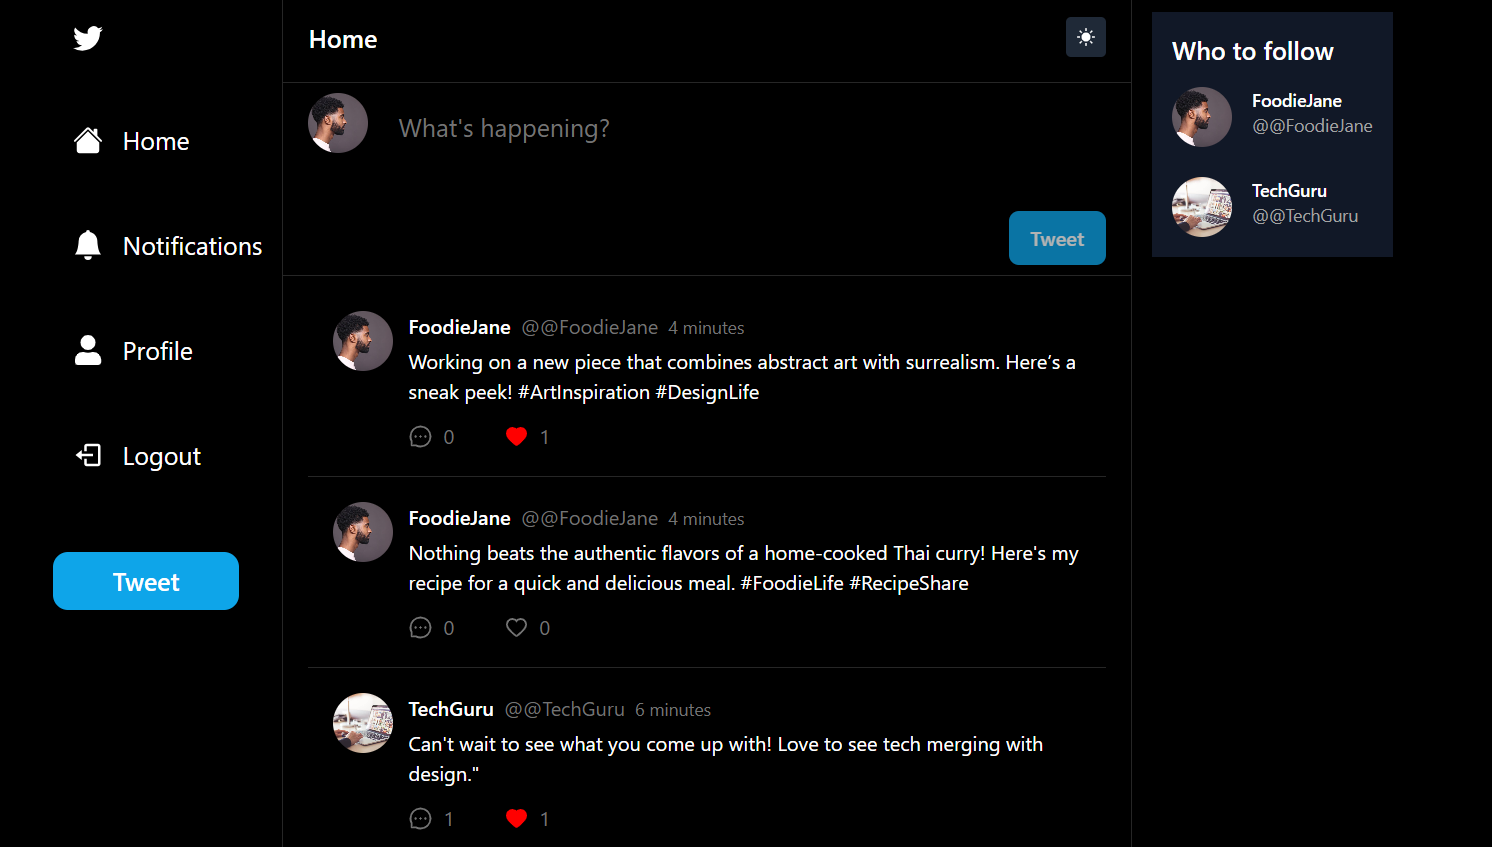 Home
Notifications
Profile
Logout
Tweet
Home
What's happening?
Tweet
FoodieJane @@FoodieJane 4 minutes
Working on a new piece that combines abstract art with surrealism. Here’s a
sneak peek! #ArtInspiration #DesignLife
0 1
FoodieJane @@FoodieJane 4 minutes
Nothing beats the authentic flavors of a home-cooked Thai curry! Here's my
recipe for a quick and delicious meal. #FoodieLife #RecipeShare
0 0
TechGuru @@TechGuru 6 minutes
Can't wait to see what you come up with! Love to see tech merging with
design."
1 1
Who to follow
FoodieJane
@@FoodieJane
TechGuru
@@TechGuru